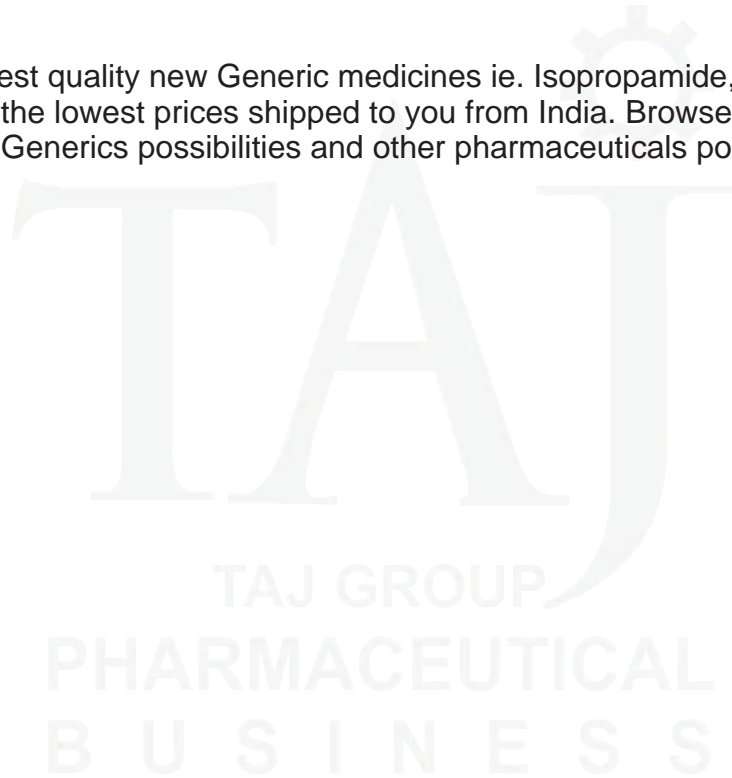 est quality new Generic medicines ie. Isopropamide,
the lowest prices shipped to you from India. Browse
Generics possibilities and other pharmaceuticals po
TAJ
TAJ GROUP
PHARMACEUTICAL
BUSINESS